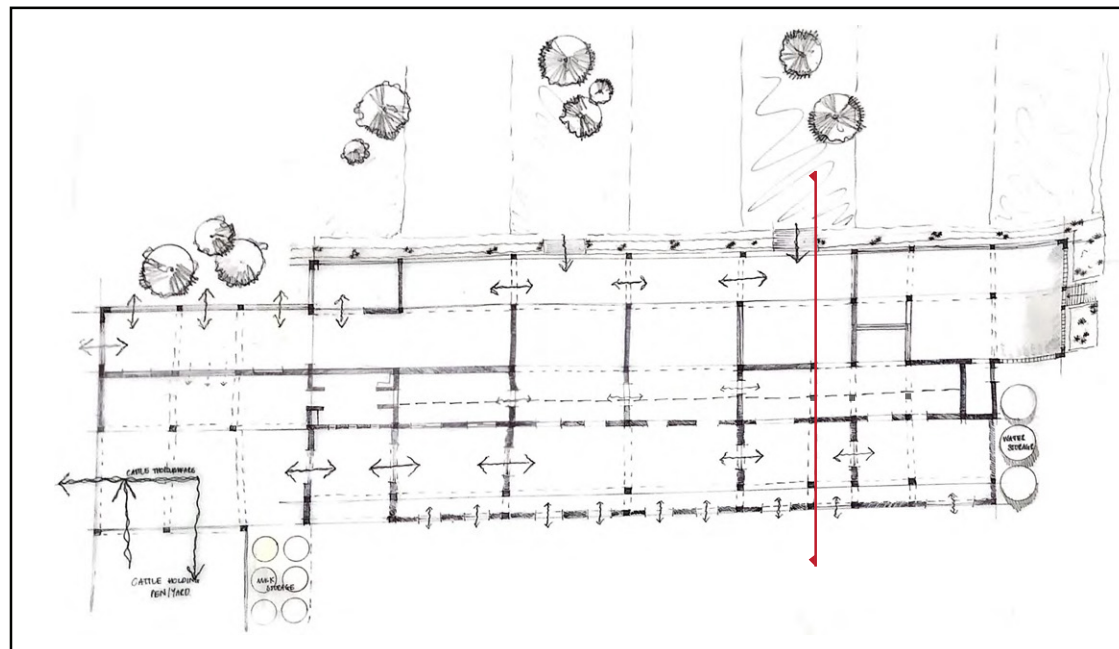 CATTLE THOROUGHFARE
CATTLE HOLDING
PEN/YARD
MILK
STORAGE
WATER
STORAGE